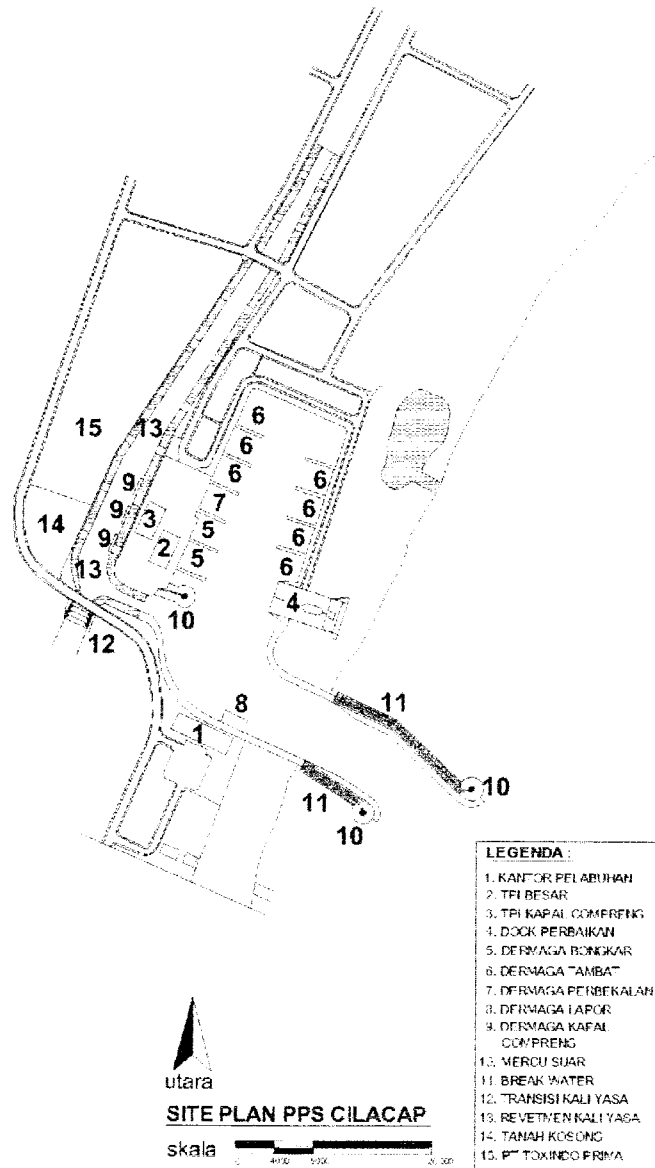 6
6
15
13
6
6
9
7
6
9
3
14
5
6
9
2
5
6
13
4
10
12
8
11
1
10
11
10
LEGENDA :
1. KANTOR PELABUHAN
2. TPI BESAR
3. TPI KAPAL COMPRENG
4. DOCK PERBAIKAN
5. DERMAGA BONGKAR
6. DERMAGA TAMBAT
7. DERMAGA PERBEKALAN
8. DERMAGA LAPOR
9. DERMAGA KAPAL
COMPRENG
10. MERCU SUAR
11. BREAK WATER
12. TRANSISI KALI YASA
13. REVETMEN KALI YASA
14. TANAH KOSONG
15. PT TOXINDO PRIMA
utara
SITE PLAN PPS CILACAP
skala
0